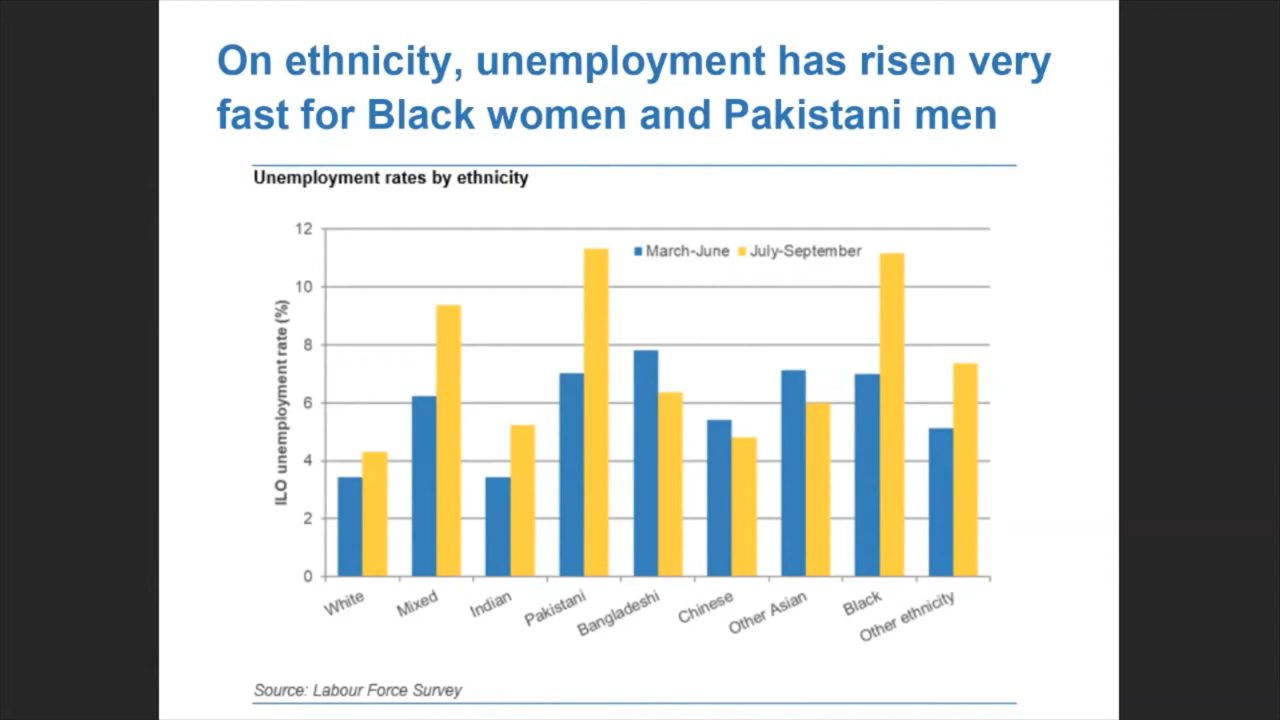 On ethnicity, unemployment has risen very
fast for Black women and Pakistani men
Unemployment rates by ethnicity
12
10
8
6
4
2
0
ILO unemployment rate (%)
March-June
July-September
White
Mixed
Indian
Pakistani
Bangladeshi
Chinese
Other Asian
Black
Other ethnicity
Source: Labour Force Survey